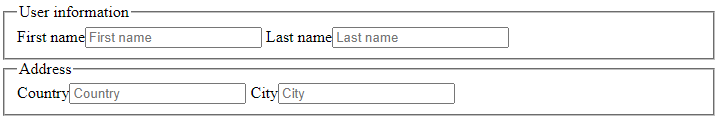 User information
First name First name Last name Last name
Address
Country Country City City